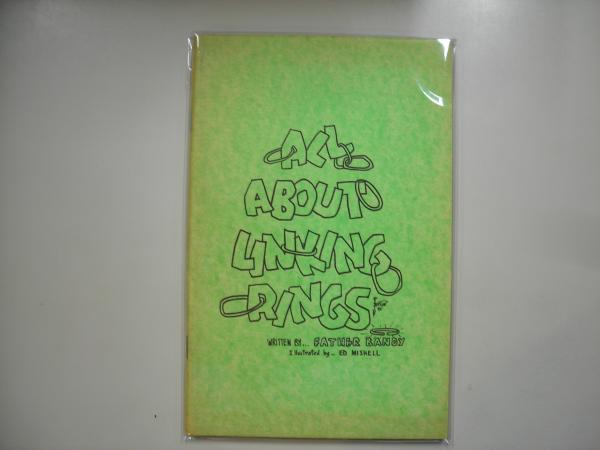 ALL
ABOUT
LINKING
RINGS
WRITTEN BY... FATHER RANDY
Illustrated by... ED MISHELL